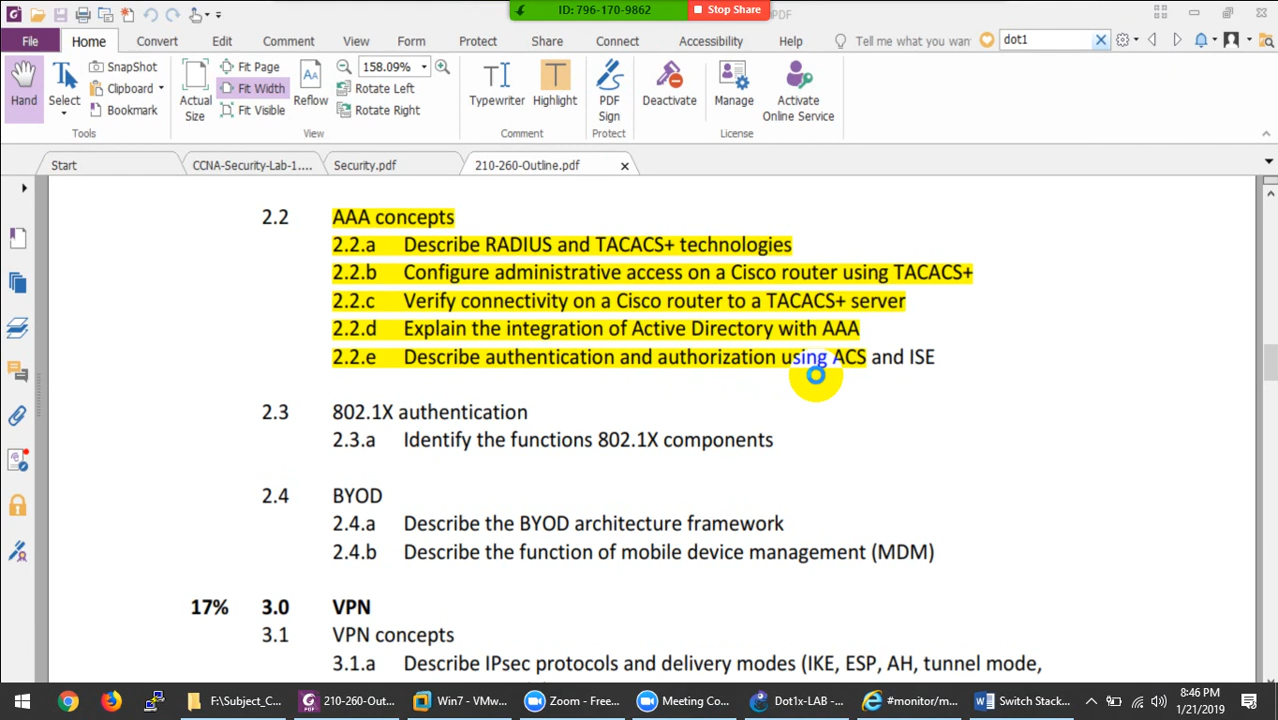 ID: 796-170-9862
Stop Share
PDF
File
Home
Convert
Edit
Comment
View
Form
Protect
Share
Connect
Accessibility
Help
Tell me what you want
dot1
Hand
Select
SnapShot
Clipboard
Bookmark
Tools
Actual Size
Fit Page
Fit Width
Fit Visible
Reflow
158.09%
Rotate Left
Rotate Right
View
Typewriter
Highlight
Comment
PDF Sign
Protect
Deactivate
Manage
Activate Online Service
License
Start
CCNA-Security-Lab-1....
Security.pdf
210-260-Outline.pdf
2.2 AAA concepts
2.2.a Describe RADIUS and TACACS+ technologies
2.2.b Configure administrative access on a Cisco router using TACACS+
2.2.c Verify connectivity on a Cisco router to a TACACS+ server
2.2.d Explain the integration of Active Directory with AAA
2.2.e Describe authentication and authorization using ACS and ISE
2.3 802.1X authentication
2.3.a Identify the functions 802.1X components
2.4 BYOD
2.4.a Describe the BYOD architecture framework
2.4.b Describe the function of mobile device management (MDM)
17% 3.0 VPN
3.1 VPN concepts
3.1.a Describe IPsec protocols and delivery modes (IKE, ESP, AH, tunnel mode,
F:\Subject_C...
210-260-Out...
Win7 - VMw...
Zoom - Free...
Meeting Co...
Dot1x-LAB -...
#monitor/m...
Switch Stack...
8:46 PM
1/21/2019